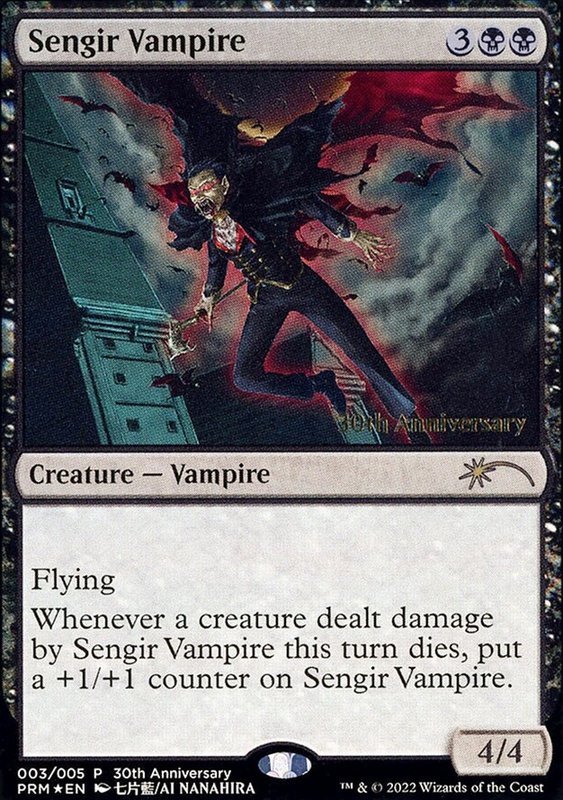 Sengir Vampire 3
30th Anniversary
Creature — Vampire
Flying
Whenever a creature dealt damage
by Sengir Vampire this turn dies, put
a +1/+1 counter on Sengir Vampire.
4/4
003/005 P 30th Anniversary
PRM★EN 七片藍/AI NANAHIRA
™ & © 2022 Wizards of the Coast